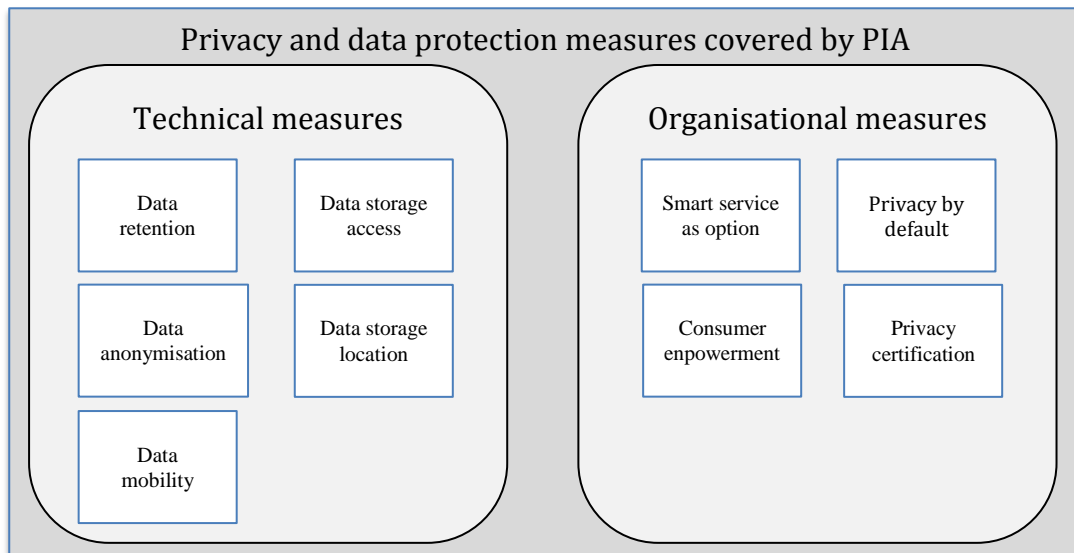 Privacy and data protection measures covered by PIA
Technical measures
Data
retention
Data storage
access
Data
anonymisation
Data storage
location
Data
mobility
Organisational measures
Smart service
as option
Privacy by
default
Consumer
enpowerment
Privacy
certification